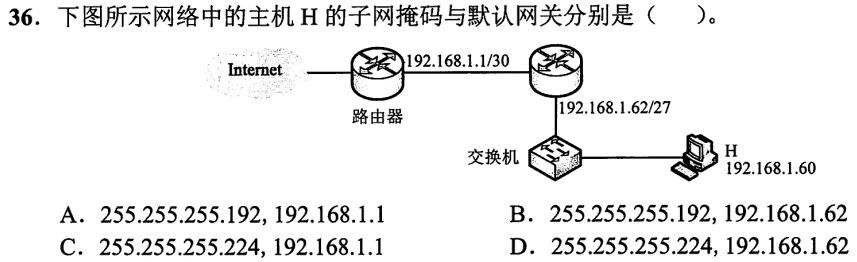 36. 下图所示网络中的主机 H 的子网掩码与默认网关分别是（　　）。
Internet
192.168.1.1/30
路由器
192.168.1.62/27
交换机
H
192.168.1.60
A. 255.255.255.192, 192.168.1.1
B. 255.255.255.192, 192.168.1.62
C. 255.255.255.224, 192.168.1.1
D. 255.255.255.224, 192.168.1.62